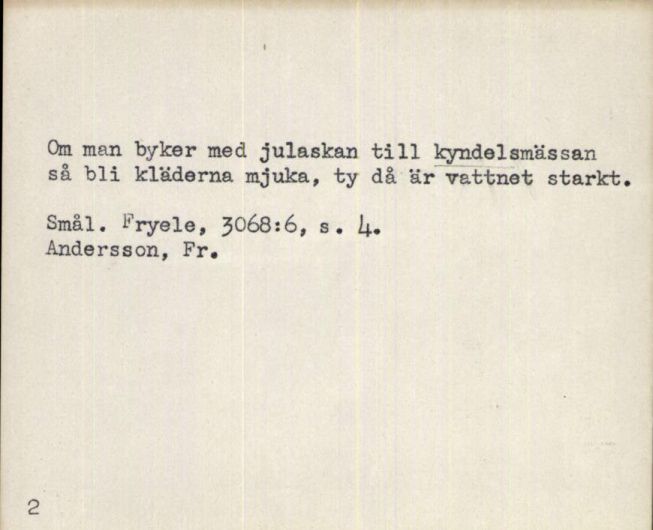 Om man byker med julaskan till kyndelsmässan
så bli kläderna mjuka, ty då är vattnet starkt.
Smål. Fryele, 3068:6, s. 4.
Andersson, Fr.
2